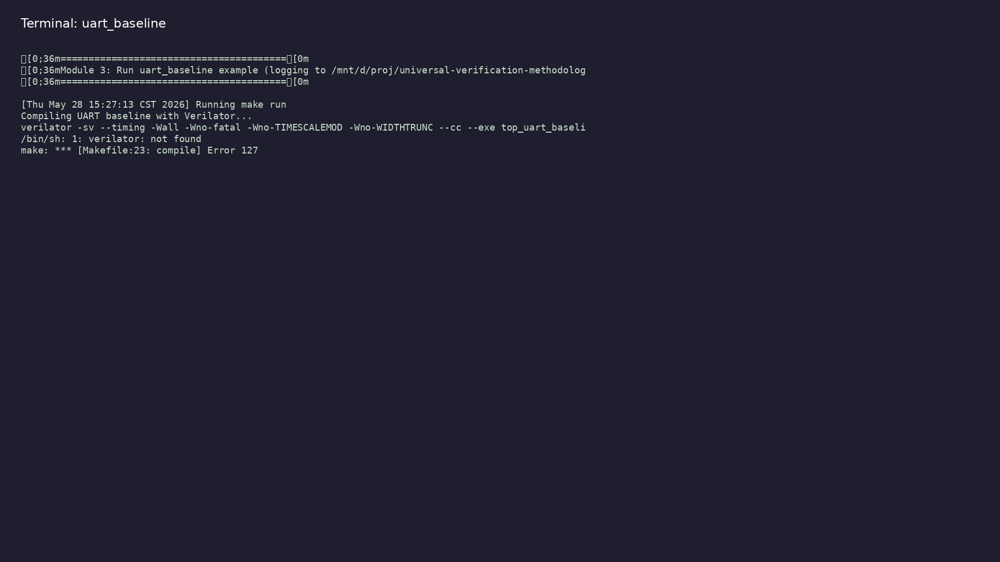 Terminal: uart_baseline
[0;36m========================================[0m
[0;36mModule 3: Run uart_baseline example (logging to /mnt/d/proj/universal-verification-methodolog
[0;36m========================================[0m
[Thu May 28 15:27:13 CST 2026] Running make run
Compiling UART baseline with Verilator...
verilator -sv --timing -Wall -Wno-fatal -Wno-TIMESCALEMOD -Wno-WIDTHTRUNC --cc --exe top_uart_baseli
/bin/sh: 1: verilator: not found
make: *** [Makefile:23: compile] Error 127